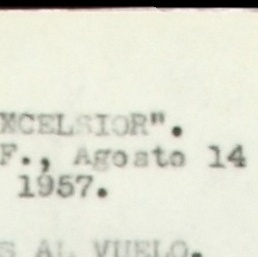 XCELSIOR".
F., Agosto 14
1957.
S AL VUELO.